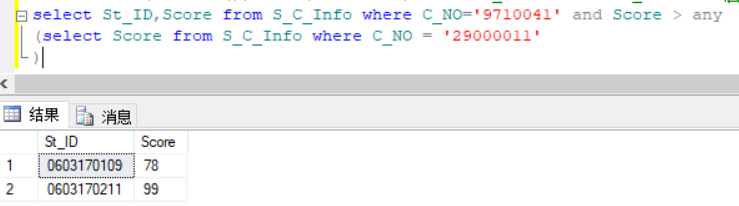 select St_ID,Score from S_C_Info where C_NO='9710041' and Score > any
(select Score from S_C_Info where C_NO = '29000011'
)
结果 消息
St_ID Score
1 0603170109 78
2 0603170211 99